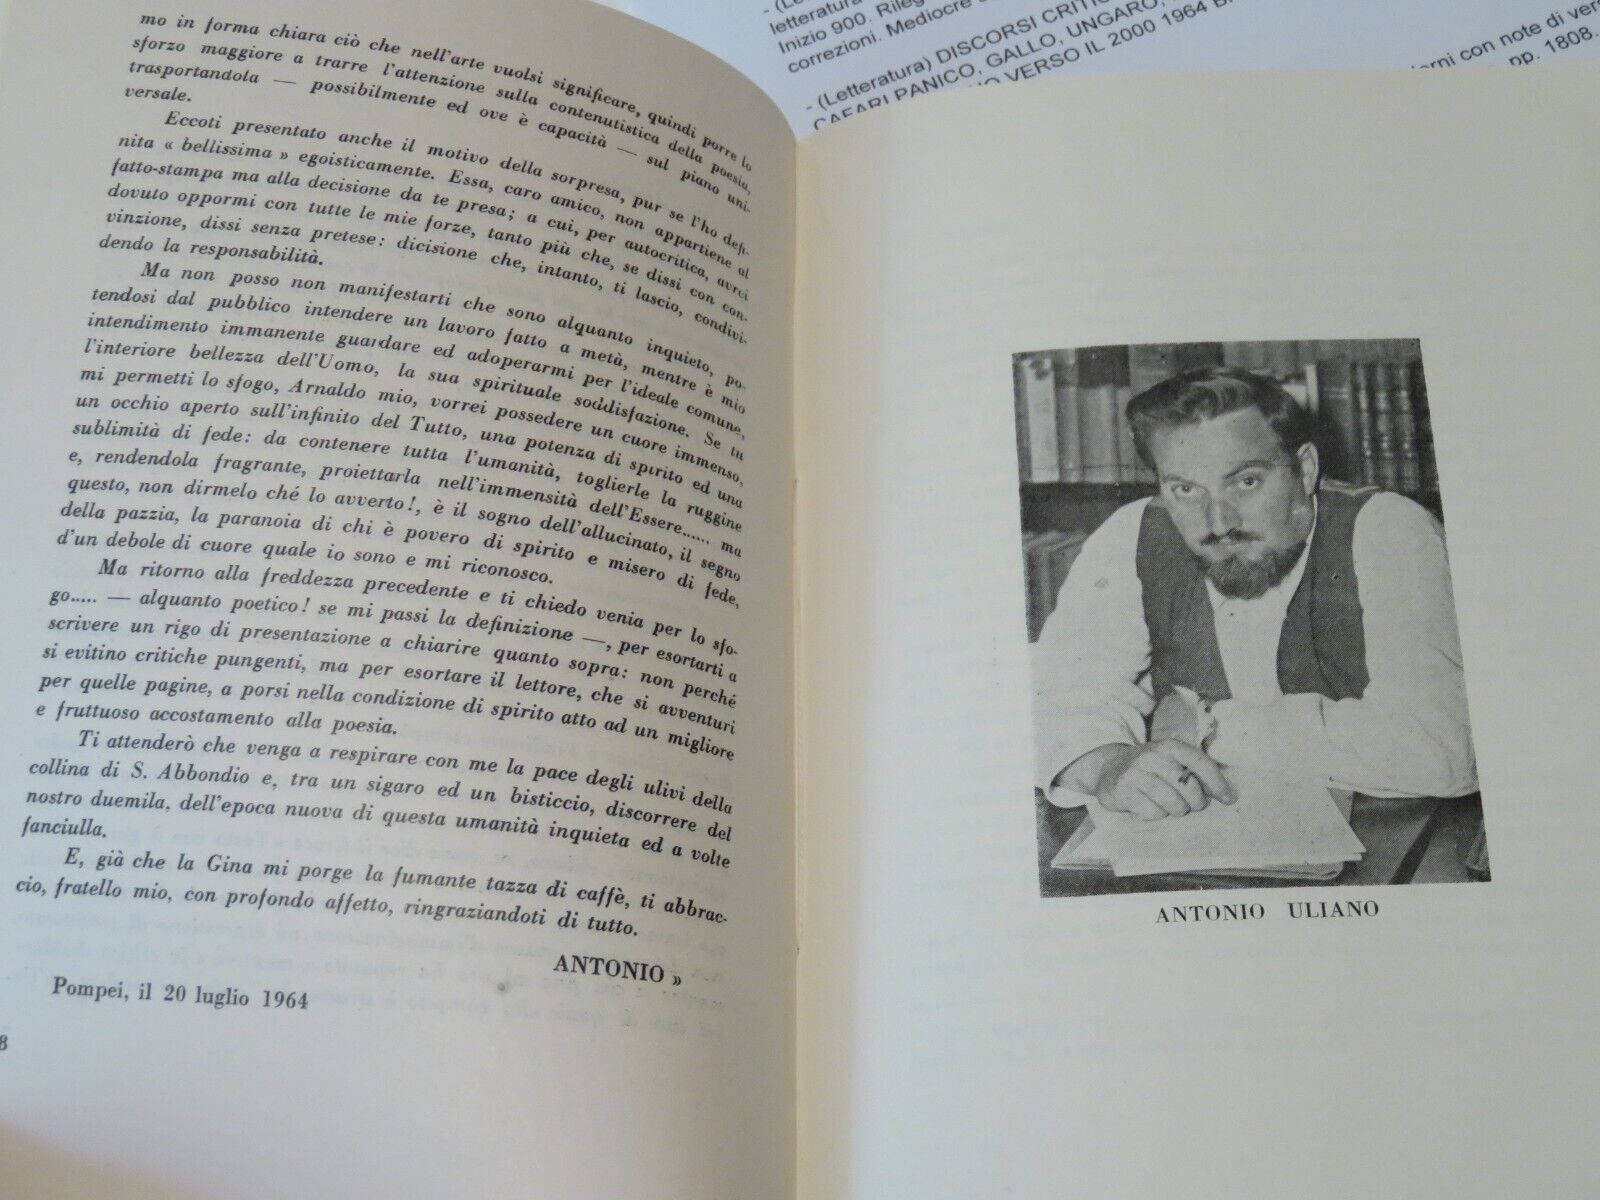 mo in forma chiara ciò che nell'arte vuolsi significare, quindi porre lo
sforzo maggiore a trarre l'attenzione sulla contenutistica della poesia,
trasportandola — possibilmente ed ove è capacità — sul piano uni-
versale.
Eccoti presentato anche il motivo della sorpresa, pur se l'ho defi-
nita « bellissima » egoisticamente. Essa, caro amico, non appartiene al
fatto-stampa ma alla decisione da te presa; a cui, per autocritica, avrei
dovuto oppormi con tutte le mie forze, tanto più che, se dissi con con-
vinzione, dissi senza pretese: dicisione che, intanto, ti lascio, condivi-
dendo la responsabilità.
Ma non posso non manifestarti che sono alquanto inquieto, po-
tendosi dal pubblico intendere un lavoro fatto a metà, mentre è mio
intendimento immanente guardare ed adoperarmi per l'ideale comune,
l'interiore bellezza dell'Uomo, la sua spirituale soddisfazione. Se tu
mi permetti lo sfogo, Arnaldo mio, vorrei possedere un cuore immenso,
un occhio aperto sull'infinito del Tutto, una potenza di spirito ed una
sublimità di fede: da contenere tutta l'umanità, toglierle la ruggine
e, rendendola fragrante, proiettarla nell'immensità dell'Essere...... ma
questo, non dirmelo ché lo avverto!, è il sogno dell'allucinato, il segno
della pazzia, la paranoia di chi è povero di spirito e misero di fede,
d'un debole di cuore quale io sono e mi riconosco.
Ma ritorno alla freddezza precedente e ti chiedo venia per lo sfo-
go..... — alquanto poetico! se mi passi la definizione —, per esortarti a
scrivere un rigo di presentazione a chiarire quanto sopra: non perché
si evitino critiche pungenti, ma per esortare il lettore, che si avventuri
per quelle pagine, a porsi nella condizione di spirito atto ad un migliore
e fruttuoso accostamento alla poesia.
Ti attenderò che venga a respirare con me la pace degli ulivi della
collina di S. Abbondio e, tra un sigaro ed un bisticcio, discorrere del
nostro duemila, dell'epoca nuova di questa umanità inquieta ed a volte
fanciulla.
E, già che la Gina mi porge la fumante tazza di caffè, ti abbrac-
cio, fratello mio, con profondo affetto, ringraziandoti di tutto.
ANTONIO »
Pompei, il 20 luglio 1964
8
letteratura
Inizio 900.
correzioni. Mediocre
- (Letteratura) DISCORSI
CAFARI PANICO, GALLO, UNGARO,
VERSO IL 2000 1964
con note di
pp. 1808.
ANTONIO ULIANO